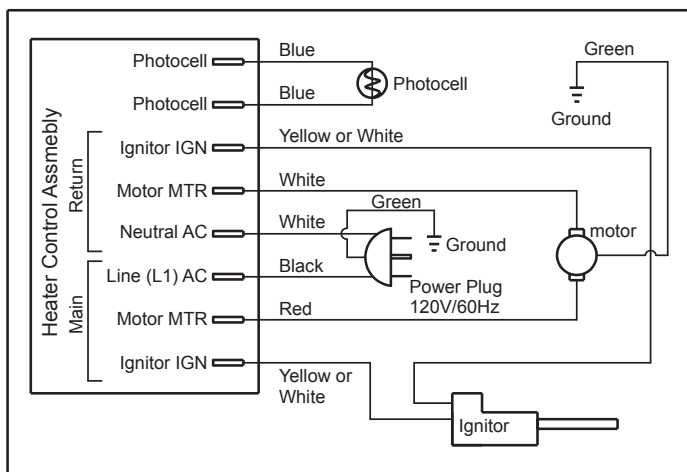 Heater Control Assmebly
Return
Main
Photocell
Photocell
Ignitor IGN
Motor MTR
Neutral AC
Line (L1) AC
Motor MTR
Ignitor IGN
Blue
Blue
Yellow or White
White
White
Black
Red
Yellow or
White
Photocell
Green
Ground
Power Plug
120V/60Hz
Green
Ground
motor
Ignitor